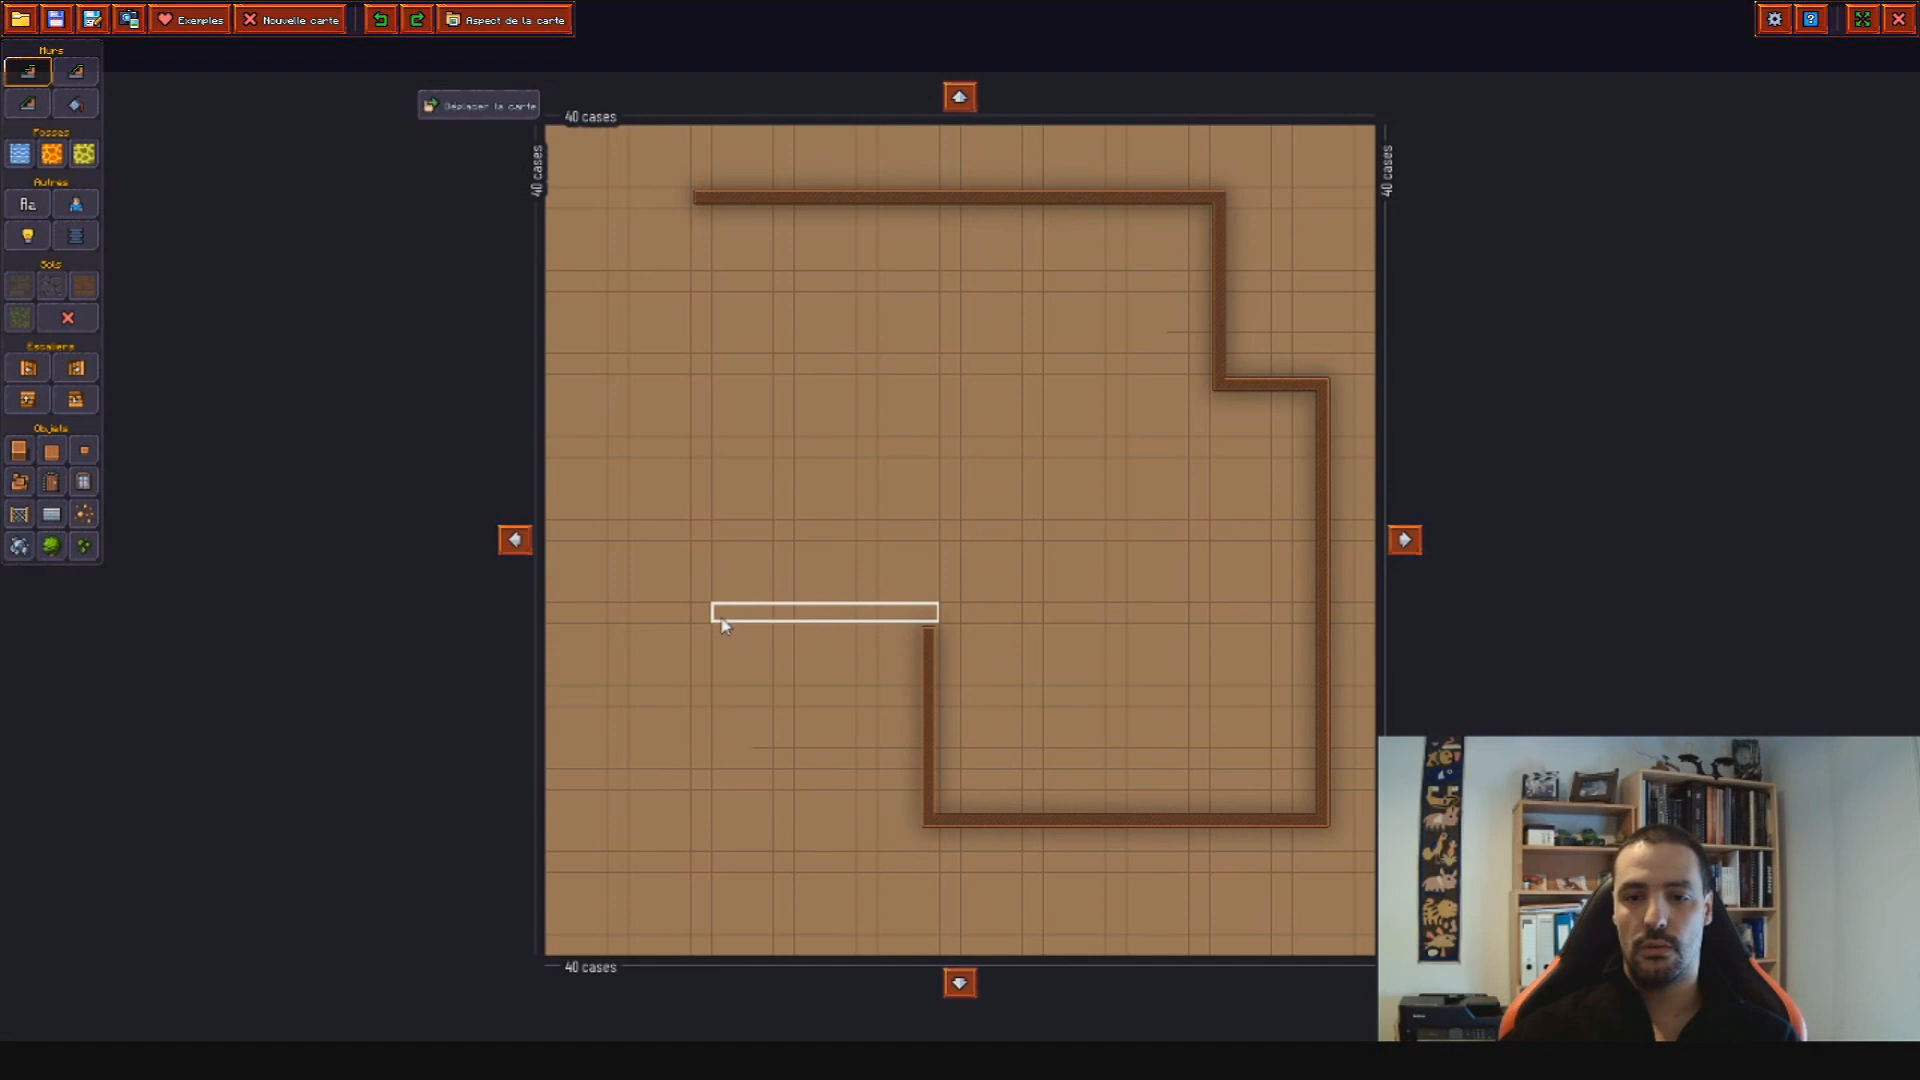 Exemples
Nouvelle carte
Aspect de la carte
Murs
Fosses
Aa
Autres
Sols
Escaliers
Objets
Déplacer la carte
40 cases
40 cases
40 cases
40 cases